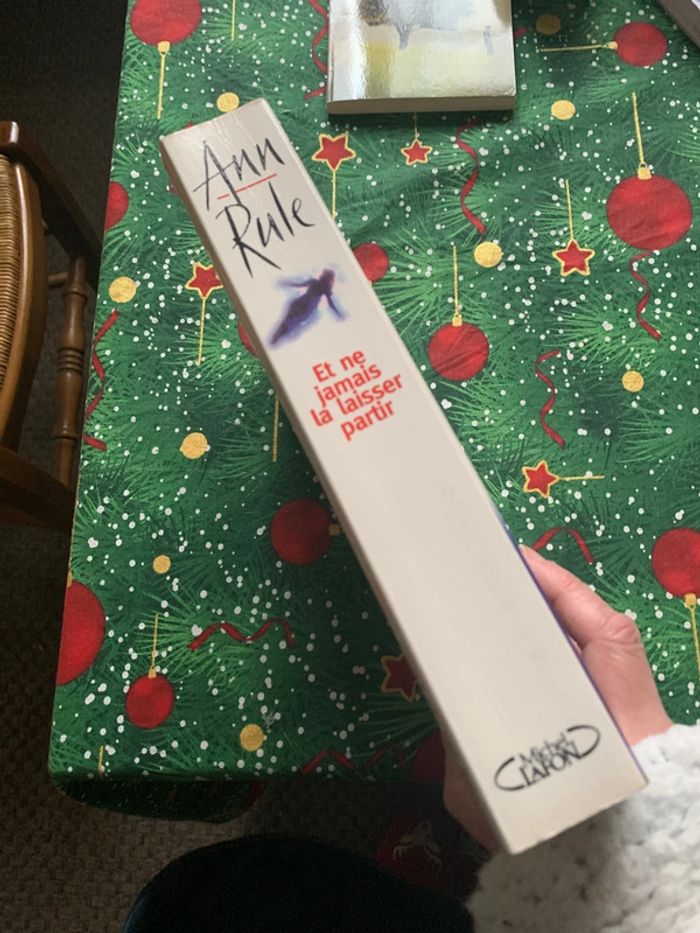 Ann
Rule
Et ne
jamais
la laisser
partir
Michel
LAFON